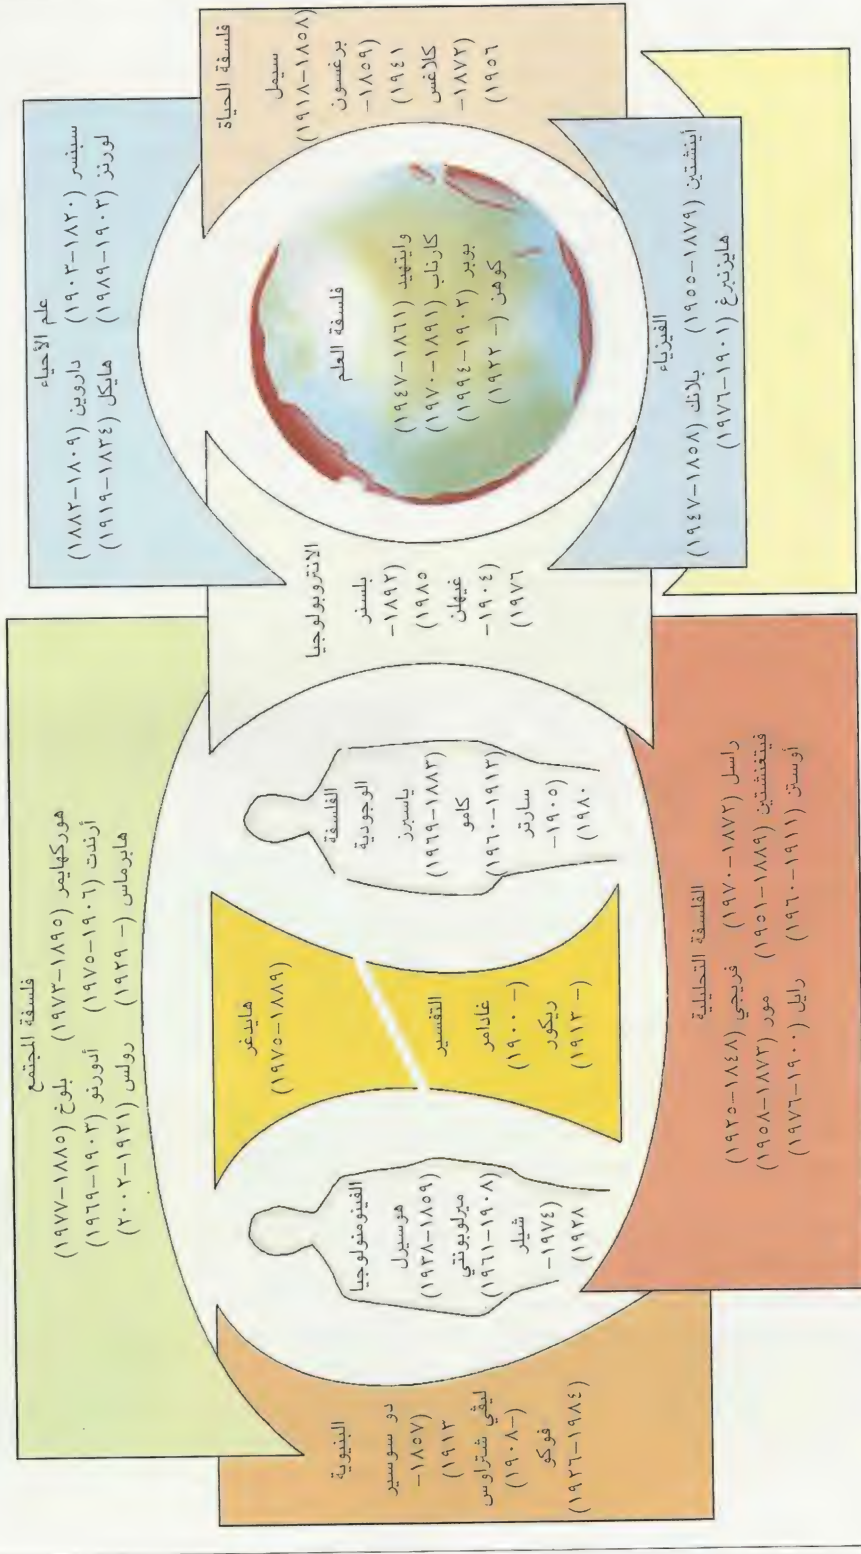 فلسفة المجتمع
بلوخ (١٨٨٥-١٩٧٧) هوركهايمر (١٨٩٥-١٩٧٣)
أدورنو (١٩٠٣-١٩٦٩) أرندت (١٩٠٦-١٩٧٥)
رولس (١٩٢١-٢٠٠٢) هابرماس (١٩٢٩ -)
علم الأحياء
داروين (١٨٠٩-١٨٨٢) سبنسر (١٨٢٠-١٩٠٣)
هايكل (١٨٣٤-١٩١٩) لورنز (١٩٠٣-١٩٨٩)
البنيوية
دو سوسير
(١٨٥٧-
١٩١٣)
ليڤي شتراوس
(١٩٠٨-)
فوكو
(١٩٢٦-١٩٨٤)
الفينومنولوجيا
هوسيرل
(١٨٥٩-١٩٣٨)
ميرلوبونتي
(١٩٠٨-١٩٦١)
شيلر
(١٩٧٤-
١٩٢٨
هايدغر
(١٨٨٩-١٩٧٥)
التفسير
غادامر
(١٩٠٠ -)
ريكور
(١٩١٣-)
الفلسفة
الوجودية
ياسبرز
(١٨٨٣-١٩٦٩)
كامو
(١٩١٣-١٩٦٠)
سارتر
(١٩٠٥-
١٩٨٠)
الانتروبولوجيا
بلسنر
(١٨٩٢-
١٩٨٥)
غيهلن
(١٩٠٤-
١٩٧٦)
فلسفة العلم
وايتهيد (١٨٦١-١٩٤٧)
كارناب (١٨٩١-١٩٧٠)
بوبر (١٩٠٢-١٩٩٤)
كوهن (١٩٢٢ -)
فلسفة الحياة
سيمل
(١٨٥٨-١٩١٨)
برغسون
(١٨٥٩-
١٩٤١)
كلاغس
(١٨٧٢-
١٩٥٦)
الفلسفة التحليلية
فريجي (١٨٤٨-١٩٢٥) راسل (١٨٧٢-١٩٧٠)
مور (١٨٧٣-١٩٥٨) فيتغنشتين (١٨٨٩-١٩٥١)
رايل (١٩٠٠-١٩٧٦) أوستن (١٩١١-١٩٦٠)
الفيزياء
بلانك (١٨٥٨-١٩٤٧) أينشتين (١٨٧٩-١٩٥٥)
هايزنبرغ (١٩٠١-١٩٧٦)